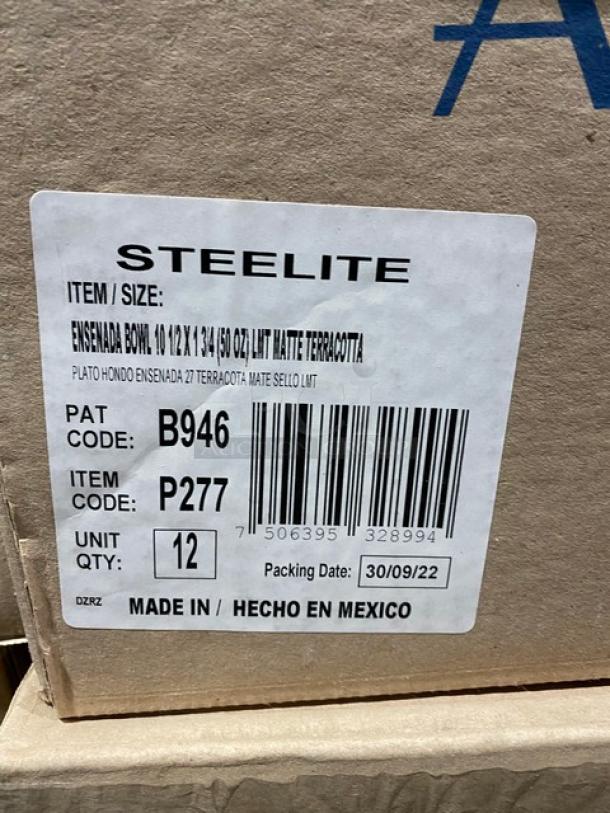 A
STEELITE
ITEM / SIZE:
ENSENADA BOWL 10 1/2 X 1 3/4 (50 OZ) LMT MATTE TERRACOTTA
PLATO HONDO ENSENADA 27 TERRACOTA MATE SELLO LMT
PAT CODE: B946
ITEM CODE: P277
7 506395 328994
UNIT QTY: 12
Packing Date: 30/09/22
DZRZ MADE IN / HECHO EN MEXICO